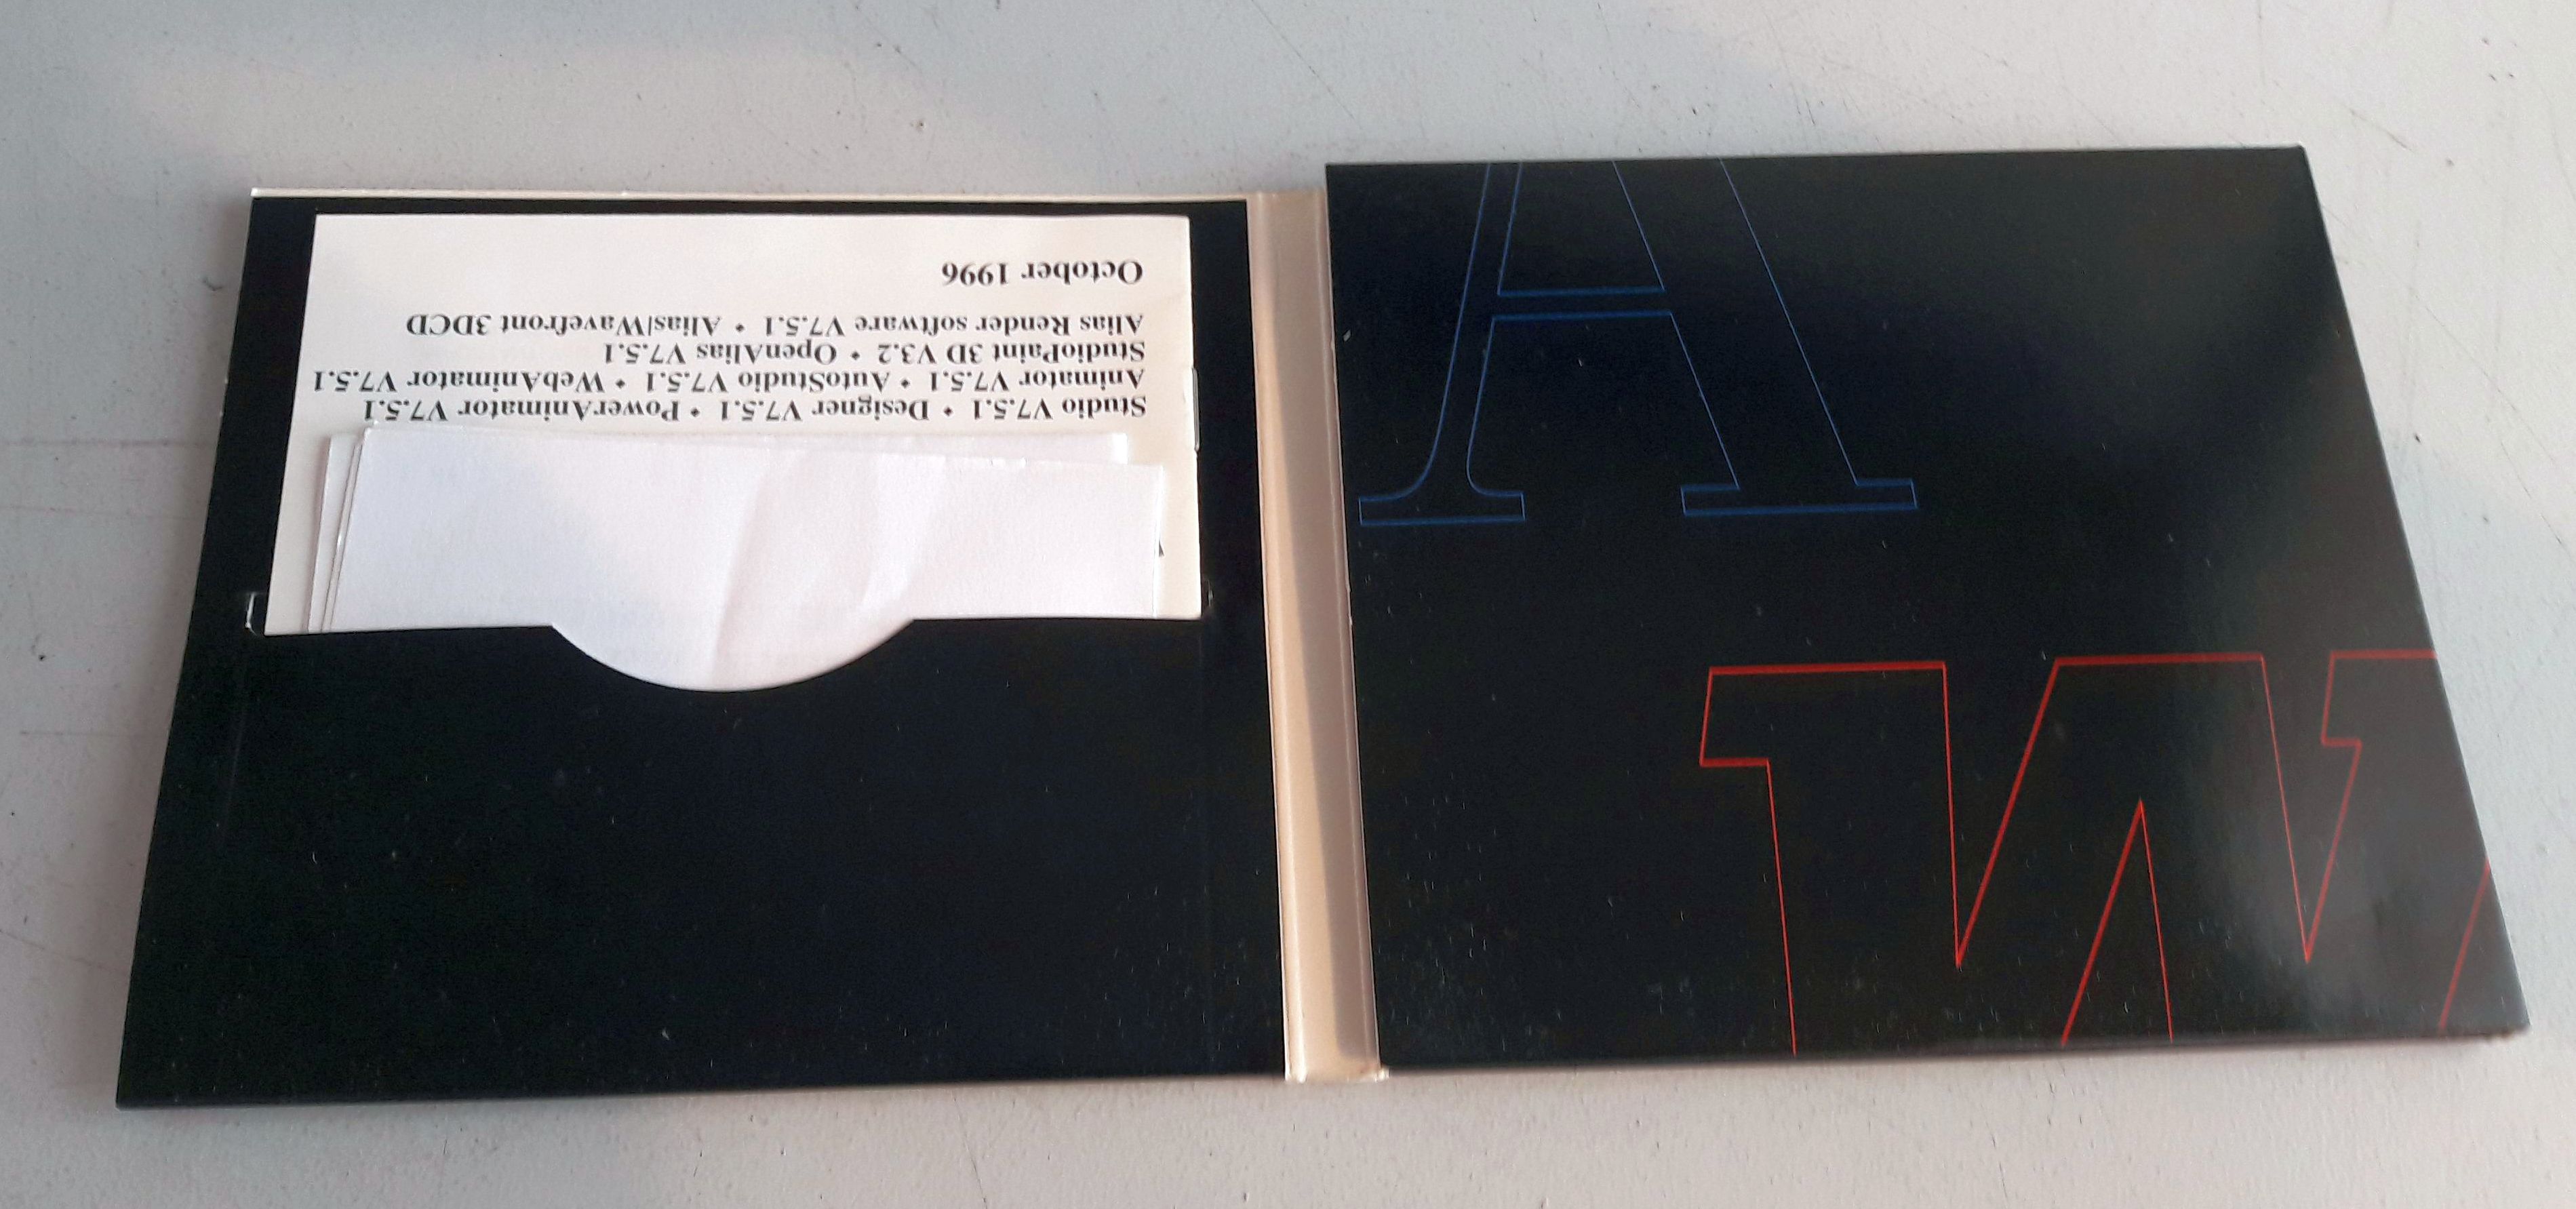 Studio V7.5.1 • Designer V7.5.1 • PowerAnimator V7.5.1
Animator V7.5.1 • AutoStudio V7.5.1 • WebAnimator V7.5.1
StudioPaint 3D V3.2 • OpenAlias V7.5.1
Alias Render software V7.5.1 • Alias|Wavefront 3DCD
October 1996
A
W